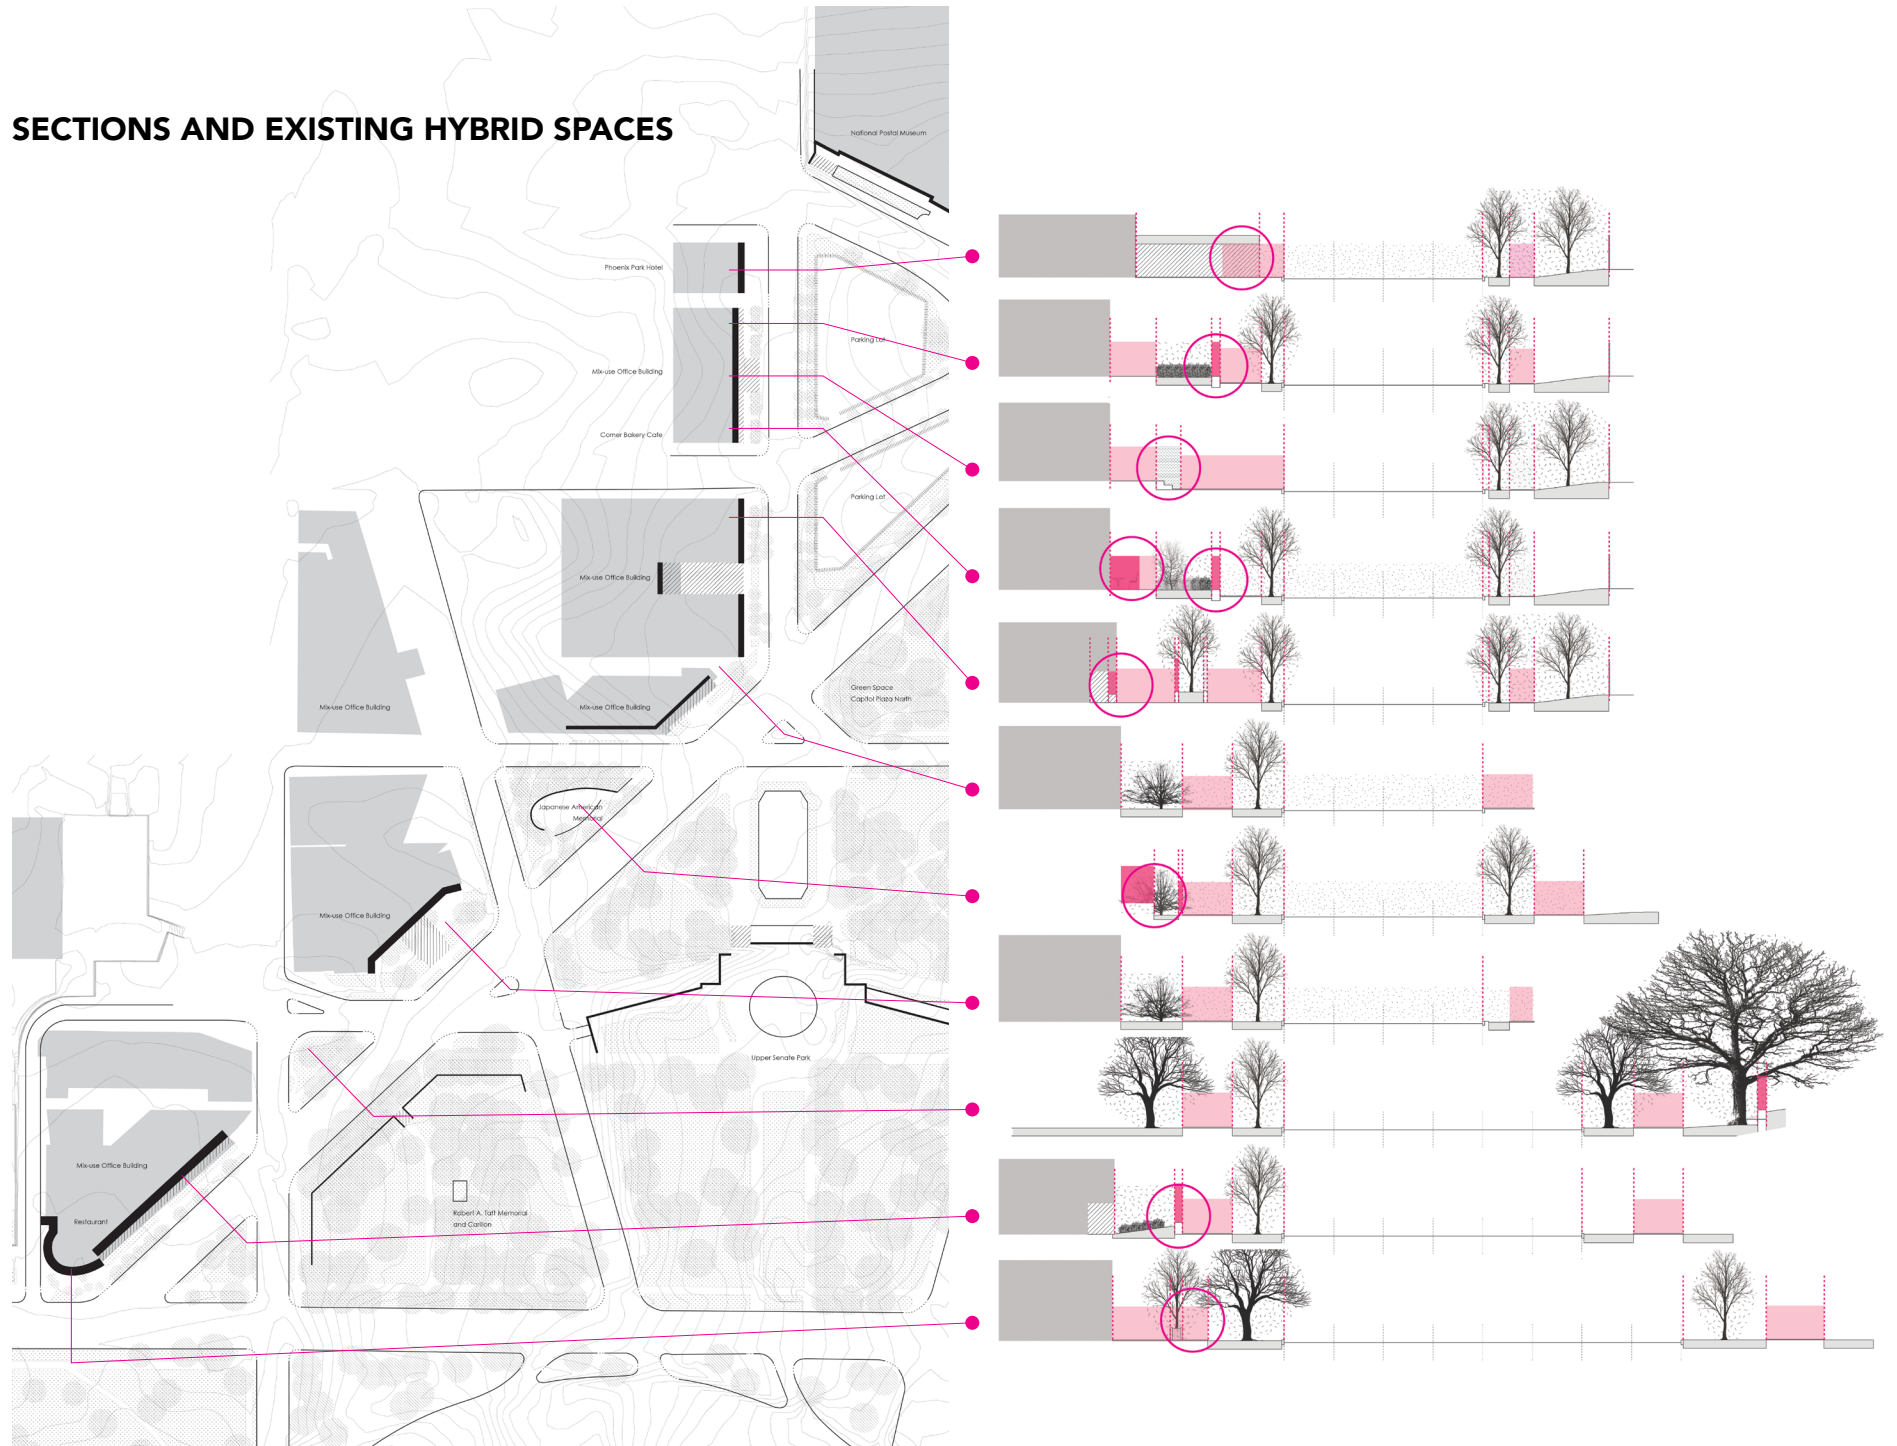 SECTIONS AND EXISTING HYBRID SPACES
National Postal Museum
Phoenix Park Hotel
Parking Lot
Mix-use Office Building
Corner Bakery Cafe
Parking Lot
Mix-use Office Building
Green Space
Capitol Plaza North
Mix-use Office Building
Mix-use Office Building
Japanese American
Memorial
Mix-use Office Building
Upper Senate Park
Mix-use Office Building
Robert A. Taft Memorial
and Carillon
Restaurant